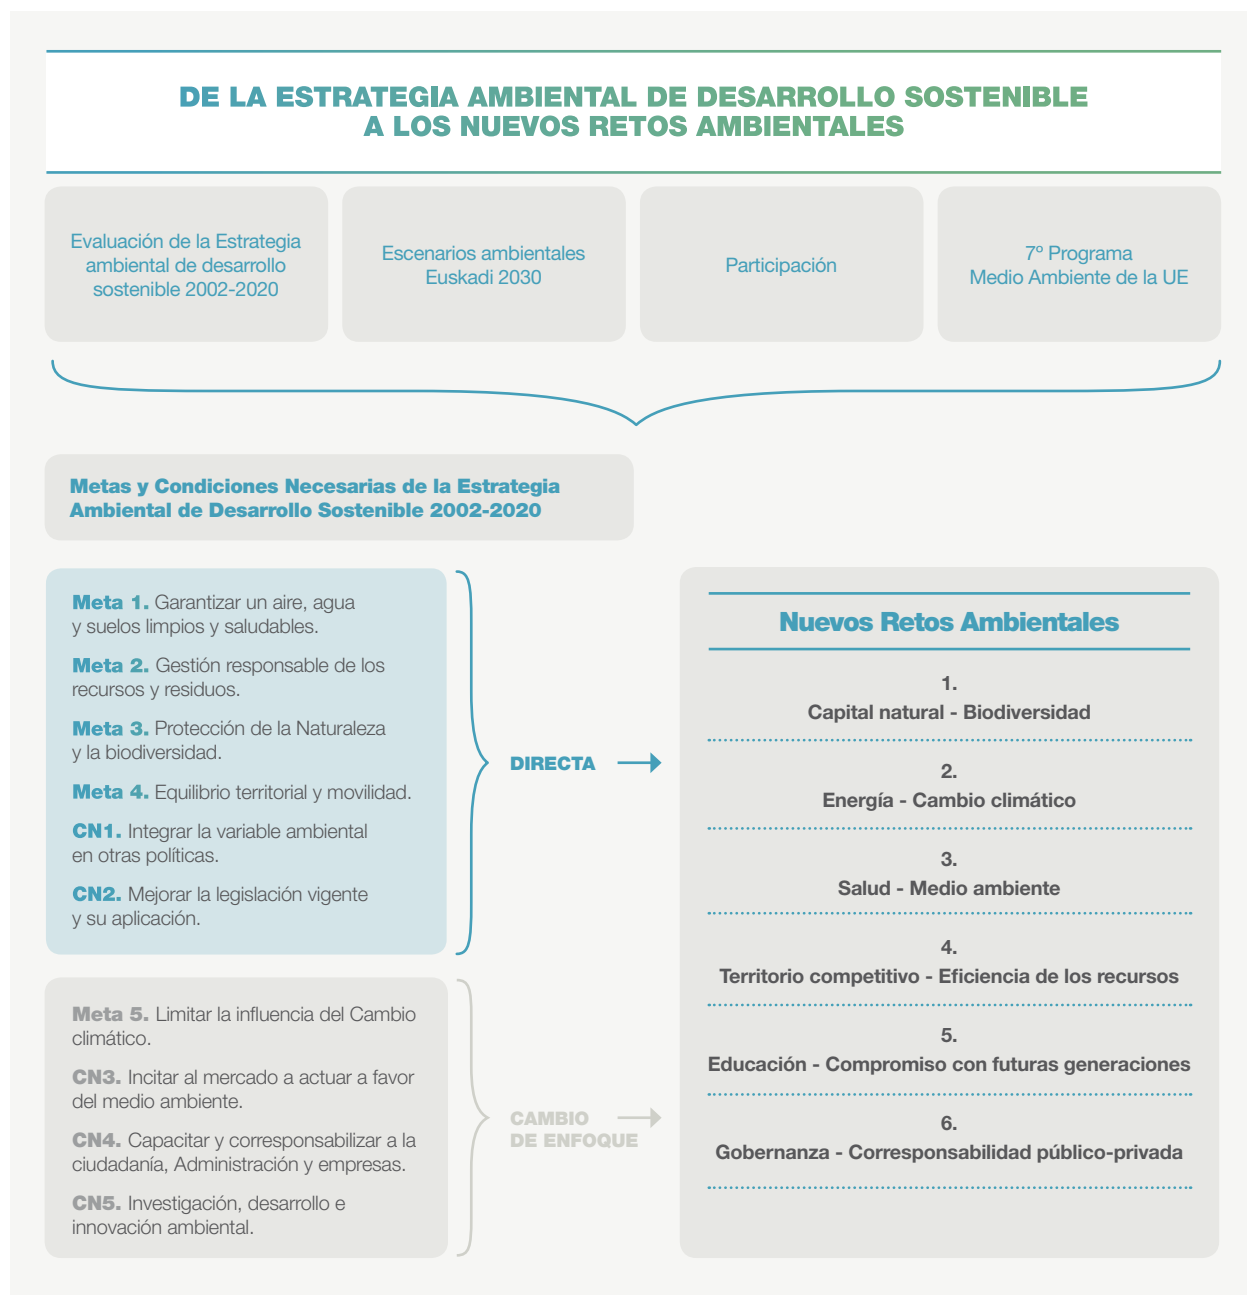 DE LA ESTRATEGIA AMBIENTAL DE DESARROLLO SOSTENIBLE
A LOS NUEVOS RETOS AMBIENTALES
Evaluación de la Estrategia
ambiental de desarrollo
sostenible 2002-2020
Escenarios ambientales
Euskadi 2030
Participación
7º Programa
Medio Ambiente de la UE
Metas y Condiciones Necesarias de la Estrategia
Ambiental de Desarrollo Sostenible 2002-2020
Meta 1. Garantizar un aire, agua
y suelos limpios y saludables.
Meta 2. Gestión responsable de los
recursos y residuos.
Meta 3. Protección de la Naturaleza
y la biodiversidad.
Meta 4. Equilibrio territorial y movilidad.
CN1. Integrar la variable ambiental
en otras políticas.
CN2. Mejorar la legislación vigente
y su aplicación.
DIRECTA
Meta 5. Limitar la influencia del Cambio
climático.
CN3. Incitar al mercado a actuar a favor
del medio ambiente.
CN4. Capacitar y corresponsabilizar a la
ciudadanía, Administración y empresas.
CN5. Investigación, desarrollo e
innovación ambiental.
CAMBIO
DE ENFOQUE
Nuevos Retos Ambientales
1.
Capital natural - Biodiversidad
2.
Energía - Cambio climático
3.
Salud - Medio ambiente
4.
Territorio competitivo - Eficiencia de los recursos
5.
Educación - Compromiso con futuras generaciones
6.
Gobernanza - Corresponsabilidad público-privada